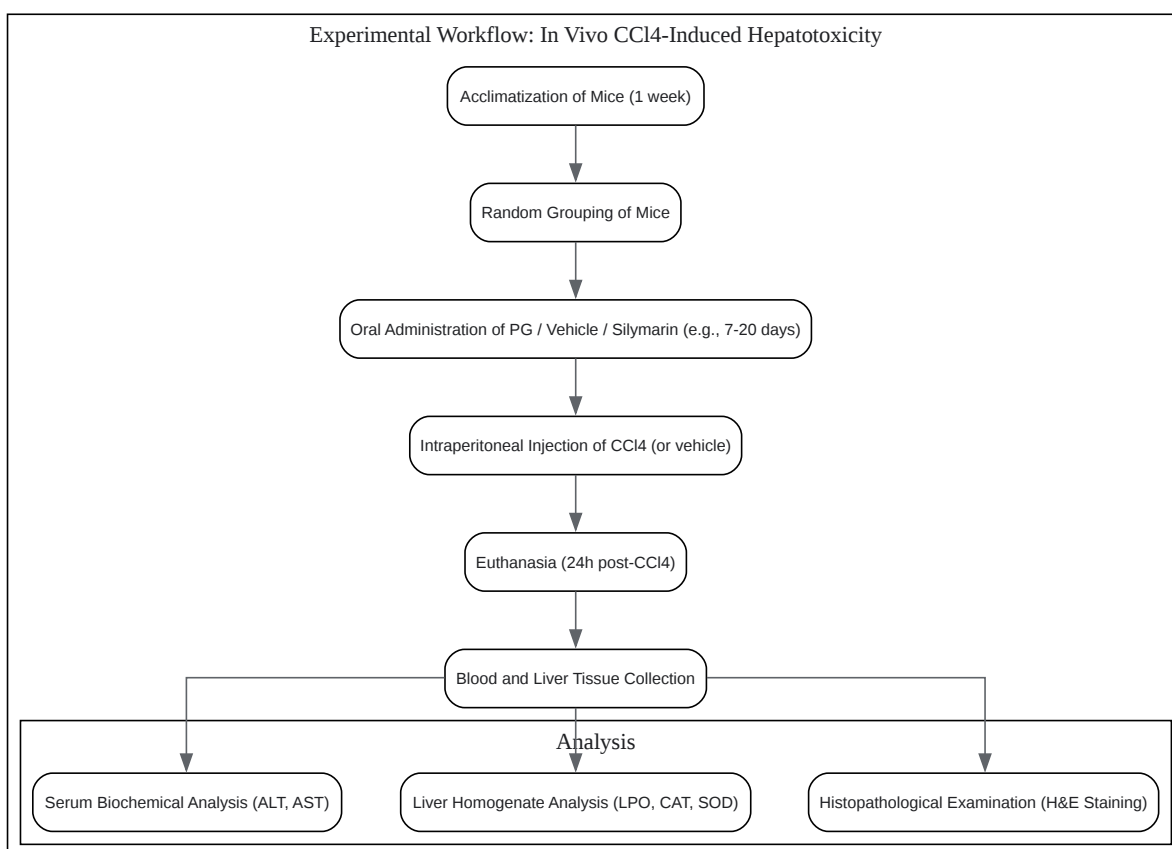 Experimental Workflow: In Vivo CCl4-Induced Hepatotoxicity
Acclimatization of Mice (1 week)
Random Grouping of Mice
Oral Administration of PG / Vehicle / Silymarin (e.g., 7-20 days)
Intraperitoneal Injection of CCl4 (or vehicle)
Euthanasia (24h post-CCl4)
Blood and Liver Tissue Collection
Analysis
Serum Biochemical Analysis (ALT, AST)
Liver Homogenate Analysis (LPO, CAT, SOD)
Histopathological Examination (H&E Staining)